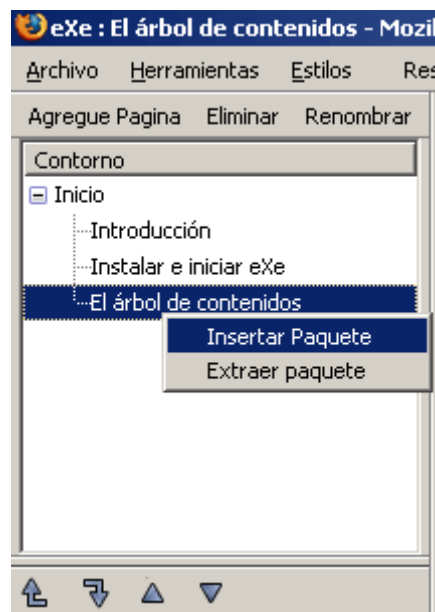 eXe : El árbol de contenidos - Mozil
Archivo Herramientas Estilos Res
Agregue Pagina Eliminar Renombrar
Contorno
Inicio
Introducción
Instalar e iniciar eXe
El árbol de contenidos
Insertar Paquete
Extraer paquete